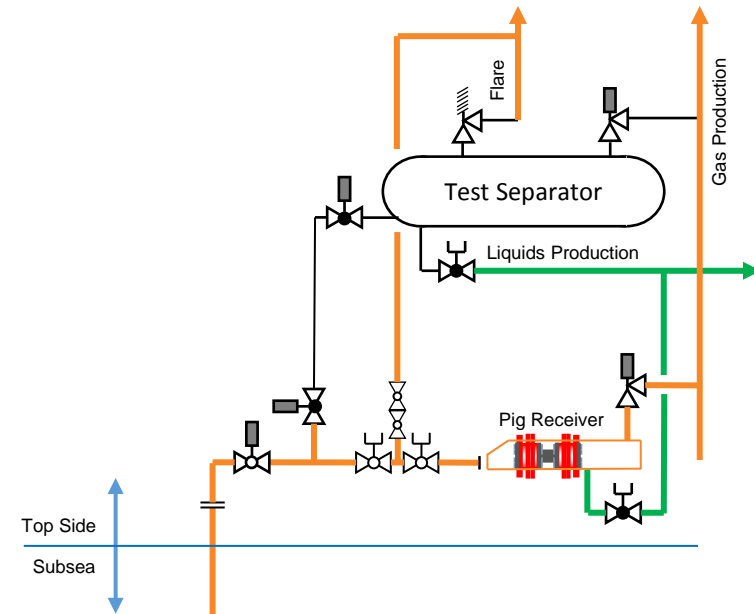 Flare
Gas Production
Test Separator
Liquids Production
Pig Receiver
Top Side
Subsea